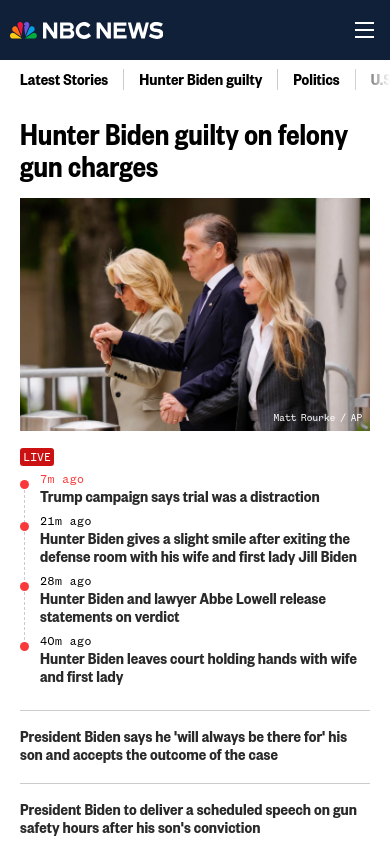 NBC NEWS
Latest Stories
Hunter Biden guilty
Politics
Hunter Biden guilty on felony
gun charges
Matt Rourke / AP
LIVE
7m ago
Trump campaign says trial was a distraction
21m ago
Hunter Biden gives a slight smile after exiting the
defense room with his wife and first lady Jill Biden
28m ago
Hunter Biden and lawyer Abbe Lowell release
statements on verdict
40m ago
Hunter Biden leaves court holding hands with wife
and first lady
President Biden says he 'will always be there for' his
son and accepts the outcome of the case
President Biden to deliver a scheduled speech on gun
safety hours after his son's conviction